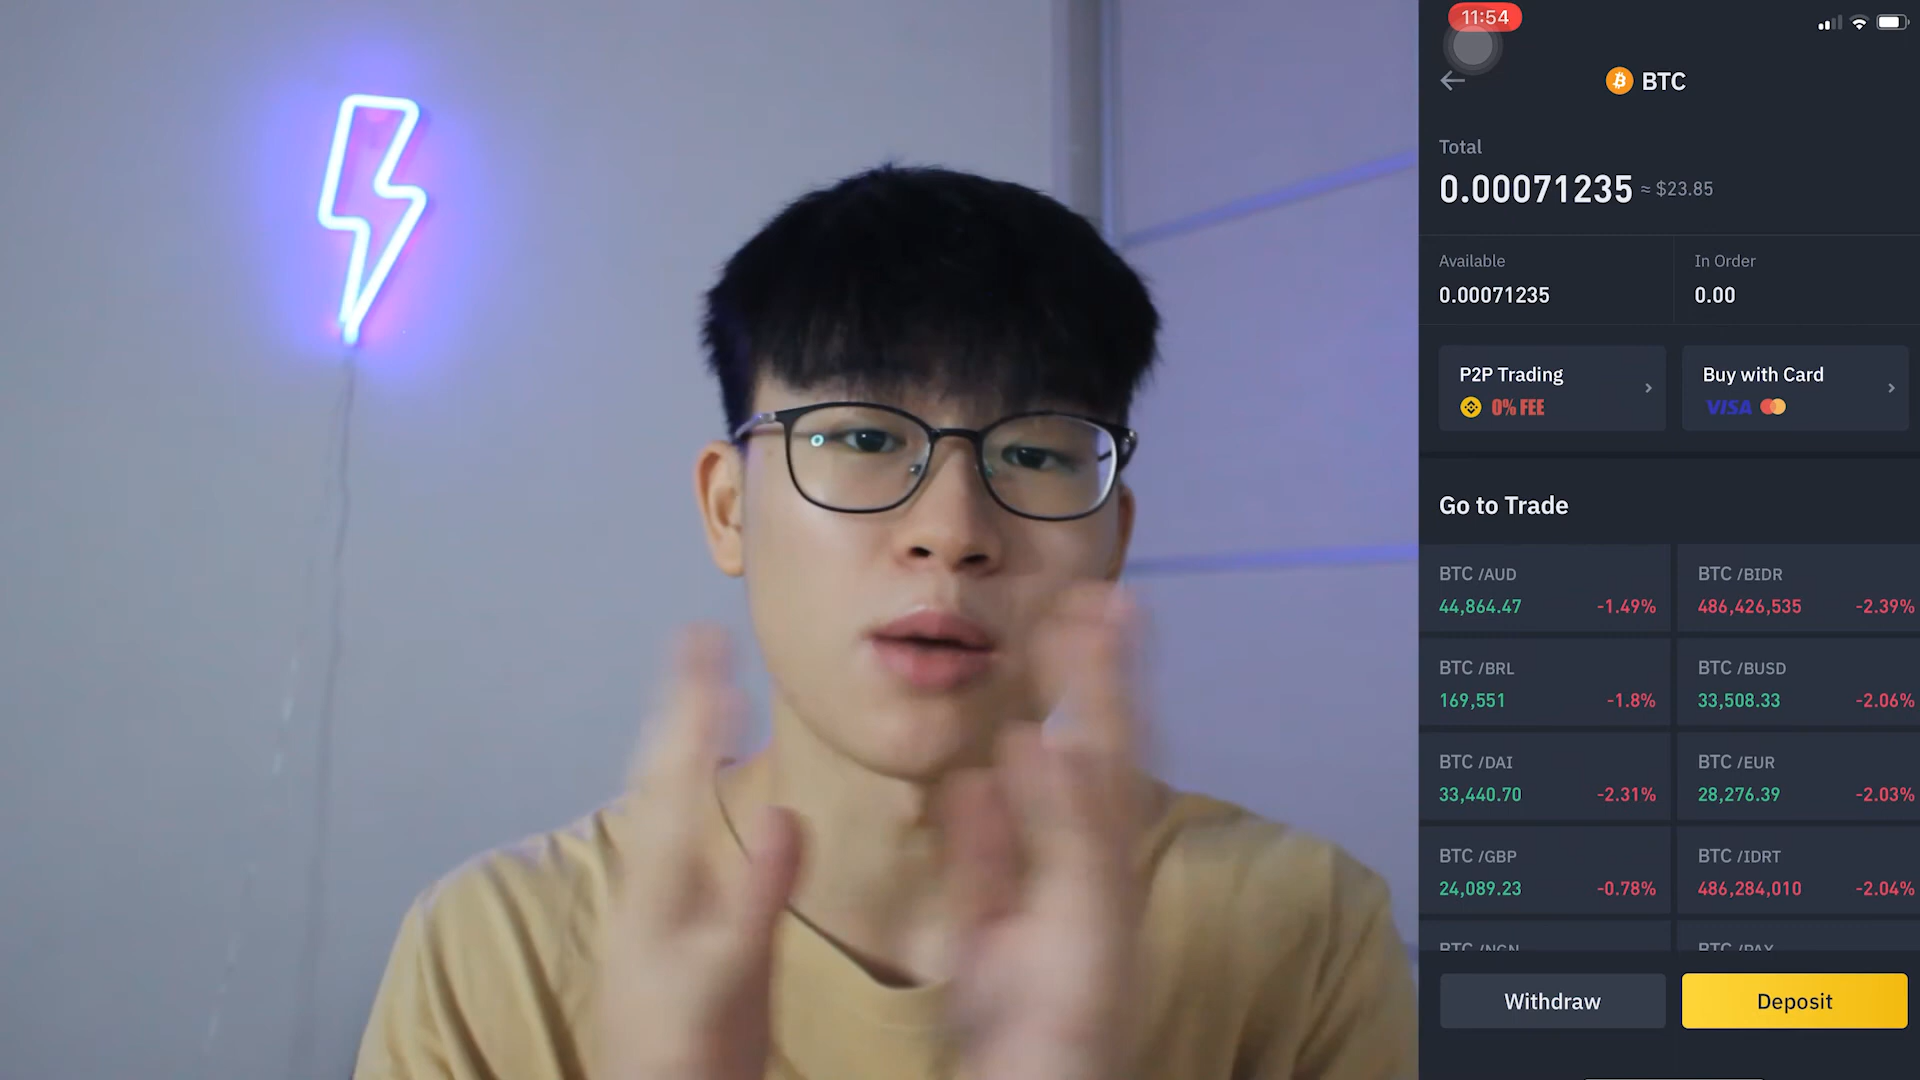 11:54
BTC
Total
0.00071235 ≈ $23.85
Available
0.00071235
In Order
0.00
P2P Trading
0% FEE
Buy with Card
VISA
Go to Trade
BTC /AUD
44,864.47 -1.49%
BTC /BIDR
486,426,535 -2.39%
BTC /BRL
169,551 -1.8%
BTC /BUSD
33,508.33 -2.06%
BTC /DAI
33,440.70 -2.31%
BTC /EUR
28,276.39 -2.03%
BTC /GBP
24,089.23 -0.78%
BTC /IDRT
486,284,010 -2.04%
BTC /NGN
BTC /PAX
Withdraw
Deposit